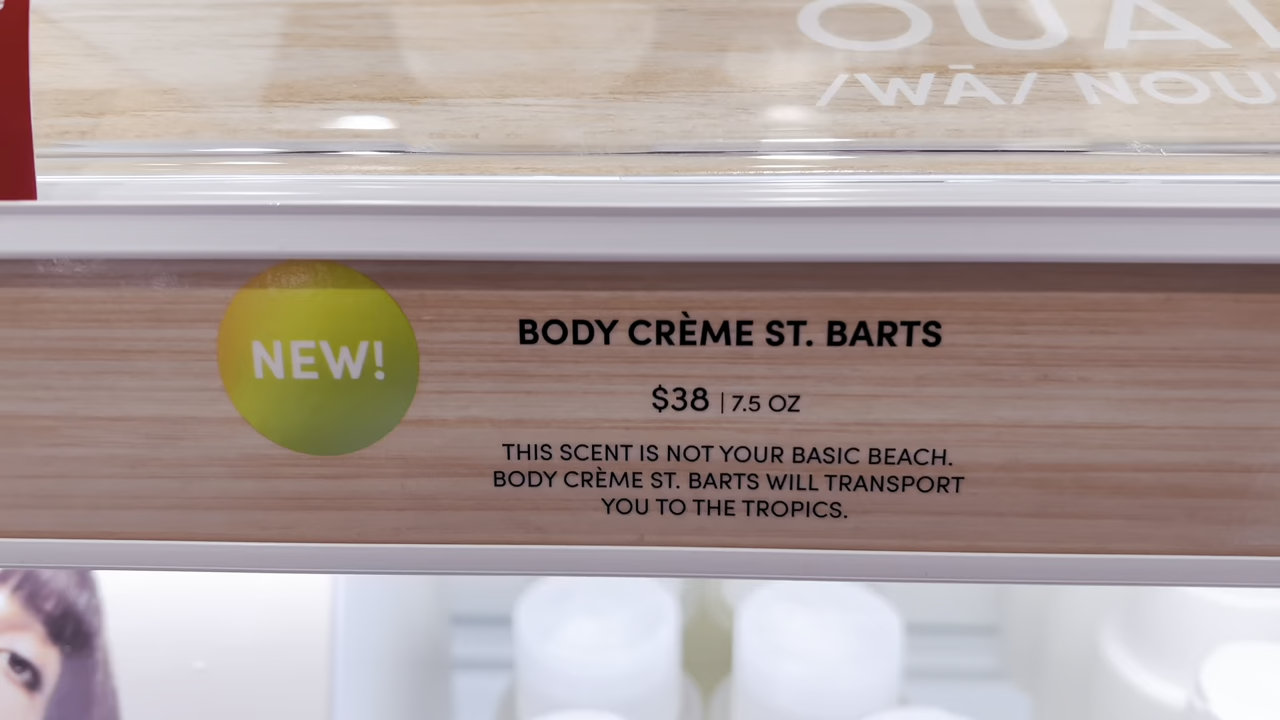 /WĀ/
NEW!
BODY CRÈME ST. BARTS
$38 | 7.5 OZ
THIS SCENT IS NOT YOUR BASIC BEACH.
BODY CRÈME ST. BARTS WILL TRANSPORT
YOU TO THE TROPICS.